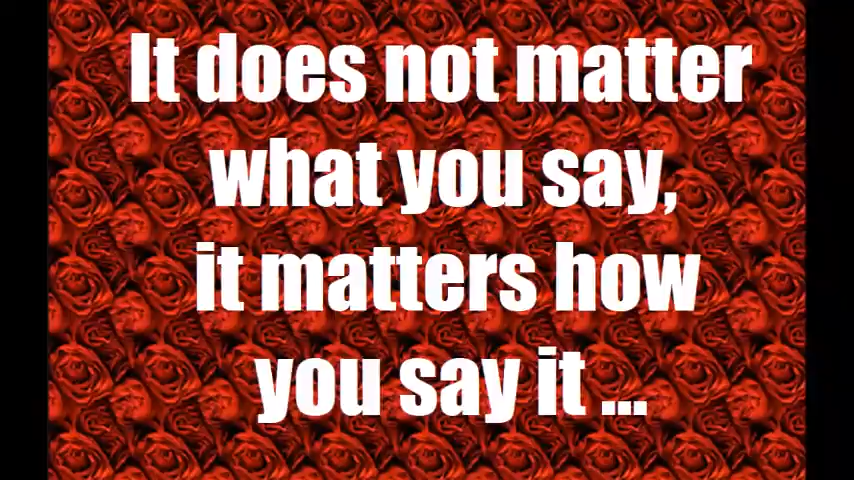 It does not matter
what you say,
it matters how
you say it ...